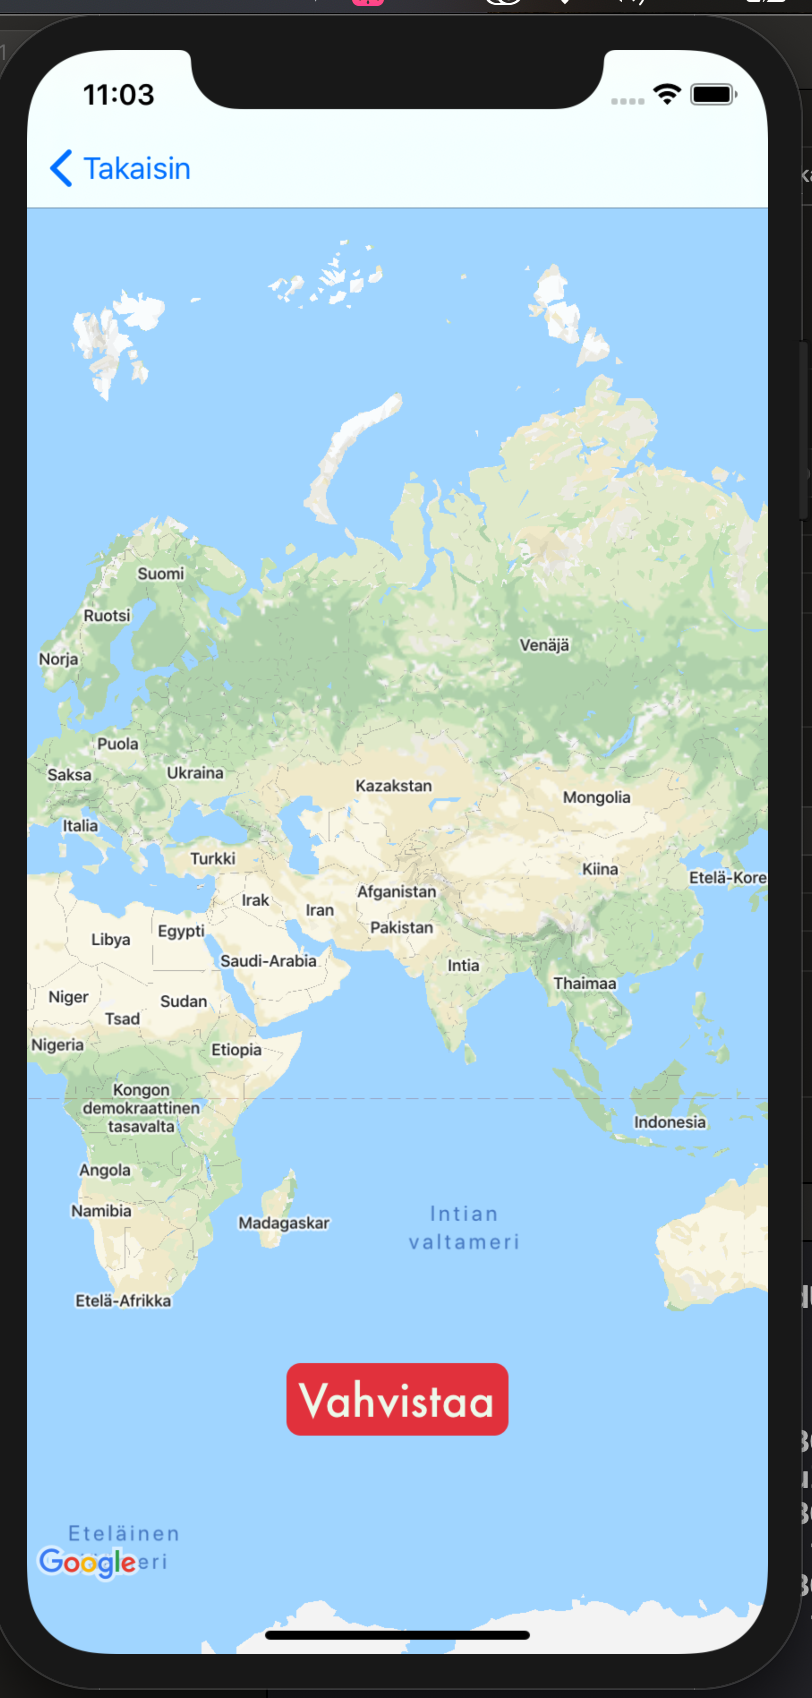 11:03
Takaisin
Suomi
Ruotsi
Norja
Venäjä
Puola
Saksa
Ukraina
Kazakstan
Mongolia
Italia
Turkki
Kiina
Etelä-Kore
Afganistan
Irak
Iran
Pakistan
Egypti
Libya
Saudi-Arabia
Intia
Thaimaa
Niger
Sudan
Tsad
Nigeria
Etiopia
Kongon
demokraattinen
tasavalta
Indonesia
Angola
Namibia
Madagaskar
Intian
valtameri
Etelä-Afrikka
Vahvistaa
Eteläinen
Google
eri